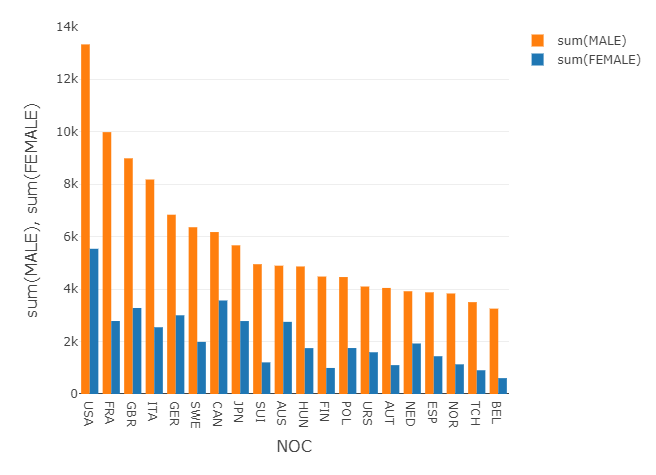 14k
12k
10k
8k
6k
4k
2k
0
sum(MALE), sum(FEMALE)
USA FRA GBR ITA GER SWE CAN JPN SUI AUS HUN FIN POL URS AUT NED ESP NOR TCH BEL
NOC
sum(MALE)
sum(FEMALE)